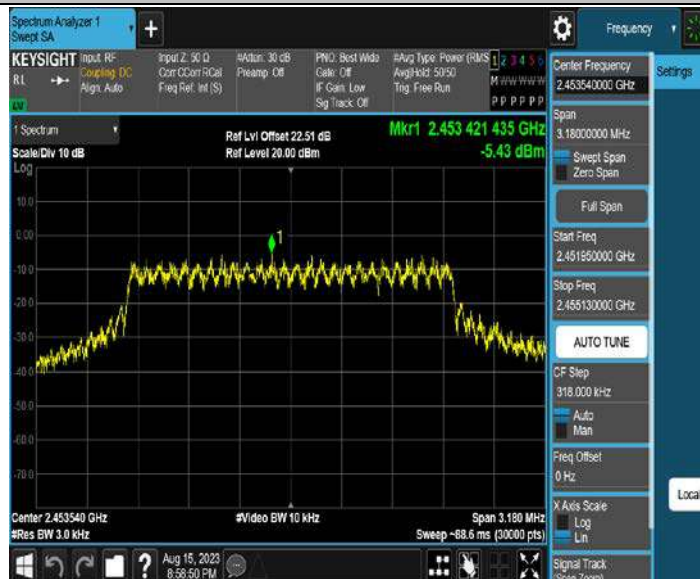 Spectrum Analyzer 1
Swept SA
+
Frequency
KEYSIGHT
RL
Input: RF
Coupling: DC
Align: Auto
Input Z: 50 Ω
Corr CCorr RCal
Freq Ref: Int (S)
#Atten: 30 dB
Preamp: Off
PNO: Best Wide
Gate: Off
IF Gain: Low
Sig Track: Off
#Avg Type: Power (RMS
Avg|Hold: 50/50
Trig: Free Run
1 2 3 4 5 6
M W W W W W
P P P P P P
1 Spectrum
Scale/Div 10 dB
Log
Ref Lvl Offset 22.51 dB
Ref Level 20.00 dBm
Mkr1 2.453 421 435 GHz
-5.43 dBm
10.0
0.00
-10.0
-30.0
-40.0
-50.0
-60.0
-70.0
1
Center 2.453540 GHz
#Res BW 3.0 kHz
#Video BW 10 kHz
Span 3.180 MHz
Sweep ~88.6 ms (30000 pts)
Center Frequency
2.453540000 GHz
Settings
Span
3.18000000 MHz
Swept Span
Zero Span
Full Span
Start Freq
2.451950000 GHz
Stop Freq
2.455130000 GHz
AUTO TUNE
CF Step
318.000 kHz
Auto
Man
Freq Offset
0 Hz
X Axis Scale
Log
Lin
Signal Track
(Span Zoom)
Local
?
Aug 15, 2023
8:58:50 PM